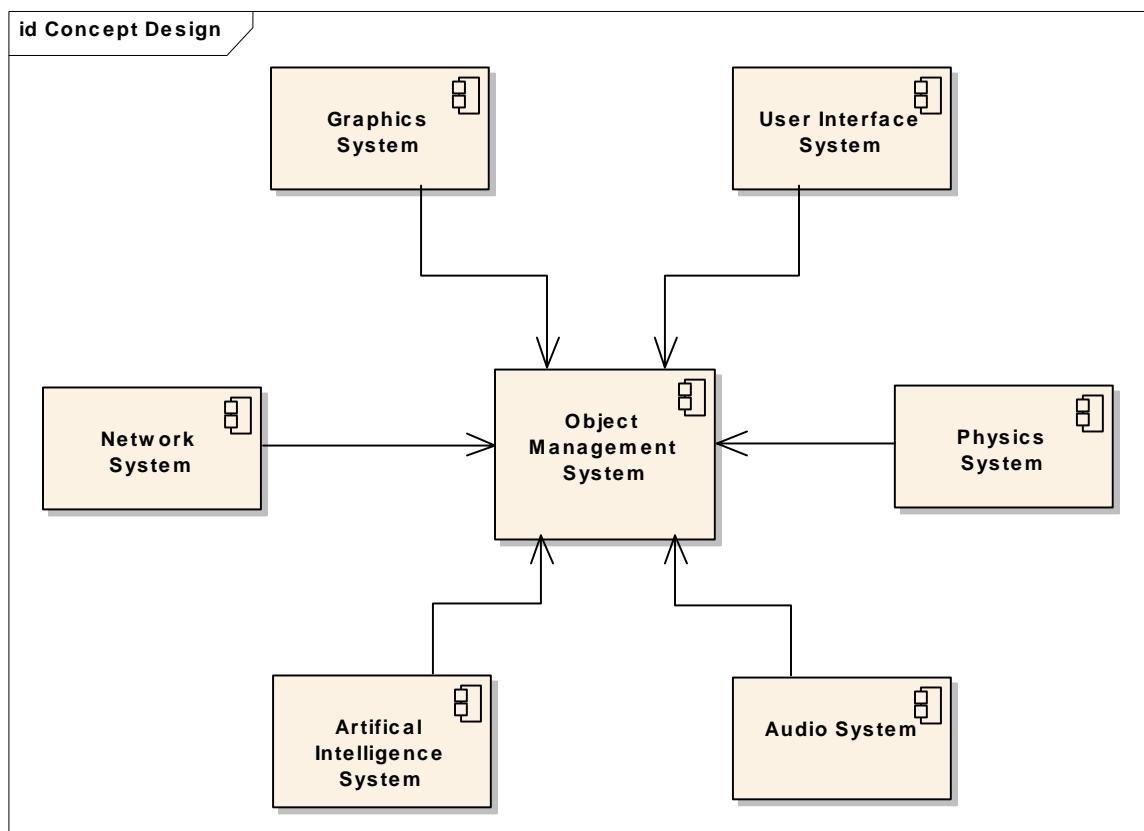 id Concept Design
Graphics
System
User Interface
System
Network
System
Object
Management
System
Physics
System
Artifical
Intelligence
System
Audio System